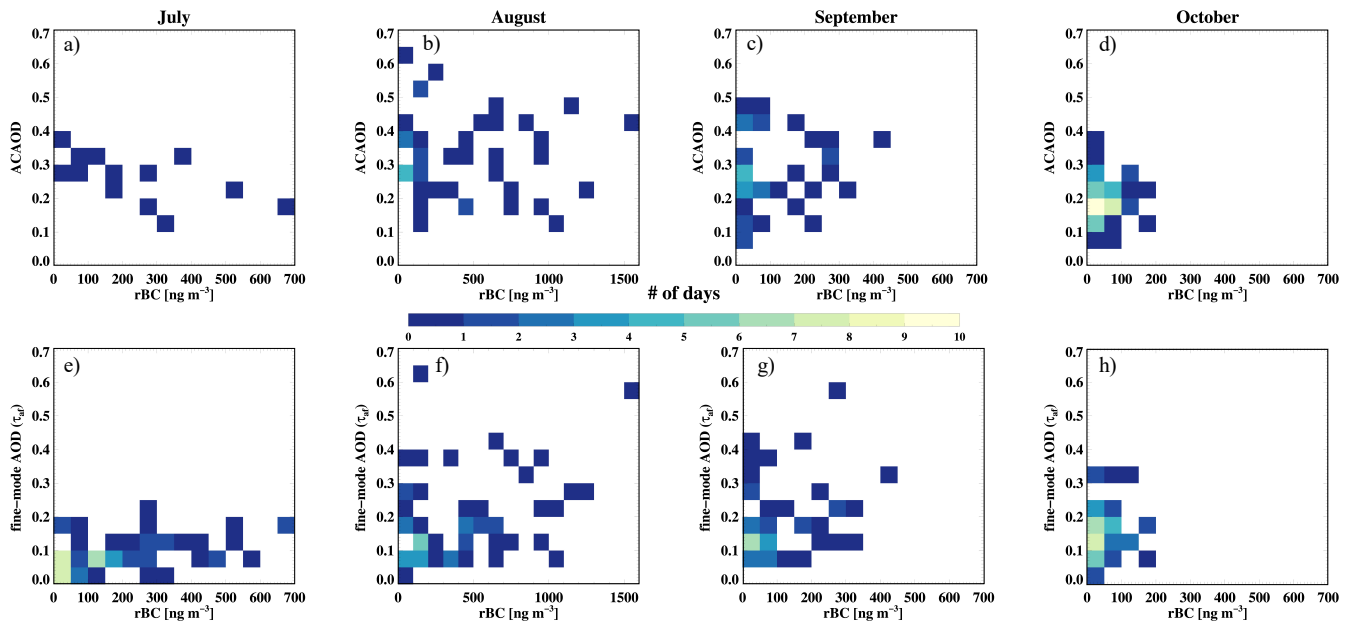 July August September October
a) b) c) d)
0.7 0.7 0.7 0.7
0.6 0.6 0.6 0.6
0.5 0.5 0.5 0.5
0.4 0.4 0.4 0.4
0.3 0.3 0.3 0.3
0.2 0.2 0.2 0.2
0.1 0.1 0.1 0.1
0.0 0.0 0.0 0.0
ACAOD ACAOD ACAOD ACAOD
0 100 200 300 400 500 600 700
0 500 1000 1500
0 100 200 300 400 500 600 700
0 100 200 300 400 500 600 700
rBC [ng m⁻³] rBC [ng m⁻³] rBC [ng m⁻³] rBC [ng m⁻³]
# of days
0 1 2 3 4 5 6 7 8 9 10
e) f) g) h)
0.7 0.7 0.7 0.7
0.6 0.6 0.6 0.6
0.5 0.5 0.5 0.5
0.4 0.4 0.4 0.4
0.3 0.3 0.3 0.3
0.2 0.2 0.2 0.2
0.1 0.1 0.1 0.1
0.0 0.0 0.0 0.0
fine−mode AOD (τaf) fine−mode AOD (τaf) fine−mode AOD (τaf) fine−mode AOD (τaf)
0 100 200 300 400 500 600 700
0 500 1000 1500
0 100 200 300 400 500 600 700
0 100 200 300 400 500 600 700
rBC [ng m⁻³] rBC [ng m⁻³] rBC [ng m⁻³] rBC [ng m⁻³]